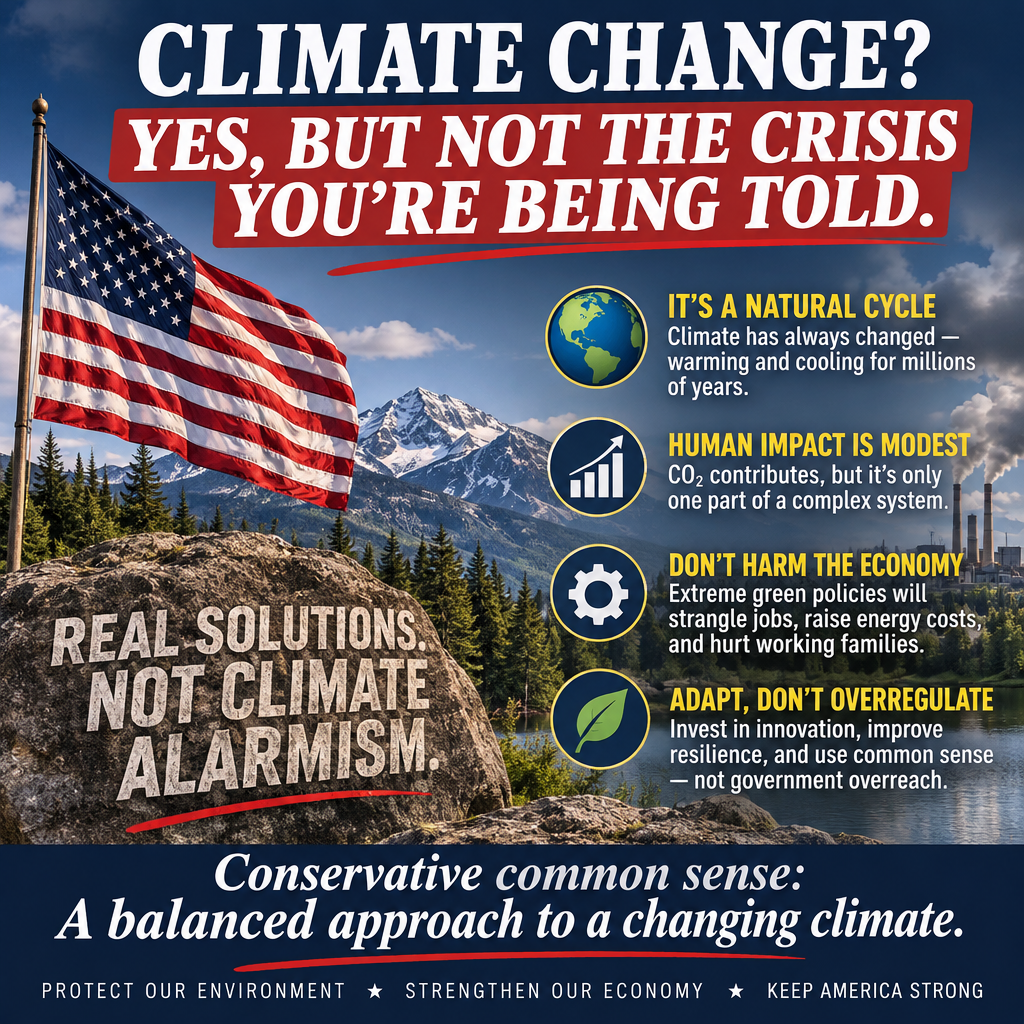 CLIMATE CHANGE?
YES, BUT NOT THE CRISIS
YOU'RE BEING TOLD.
IT'S A NATURAL CYCLE
Climate has always changed —
warming and cooling for millions
of years.
HUMAN IMPACT IS MODEST
CO₂ contributes, but it's only
one part of a complex system.
DON'T HARM THE ECONOMY
Extreme green policies will
strangle jobs, raise energy costs,
and hurt working families.
ADAPT, DON'T OVERREGULATE
Invest in innovation, improve
resilience, and use common sense
— not government overreach.
REAL SOLUTIONS.
NOT CLIMATE
ALARMISM.
Conservative common sense:
A balanced approach to a changing climate.
PROTECT OUR ENVIRONMENT ★ STRENGTHEN OUR ECONOMY ★ KEEP AMERICA STRONG